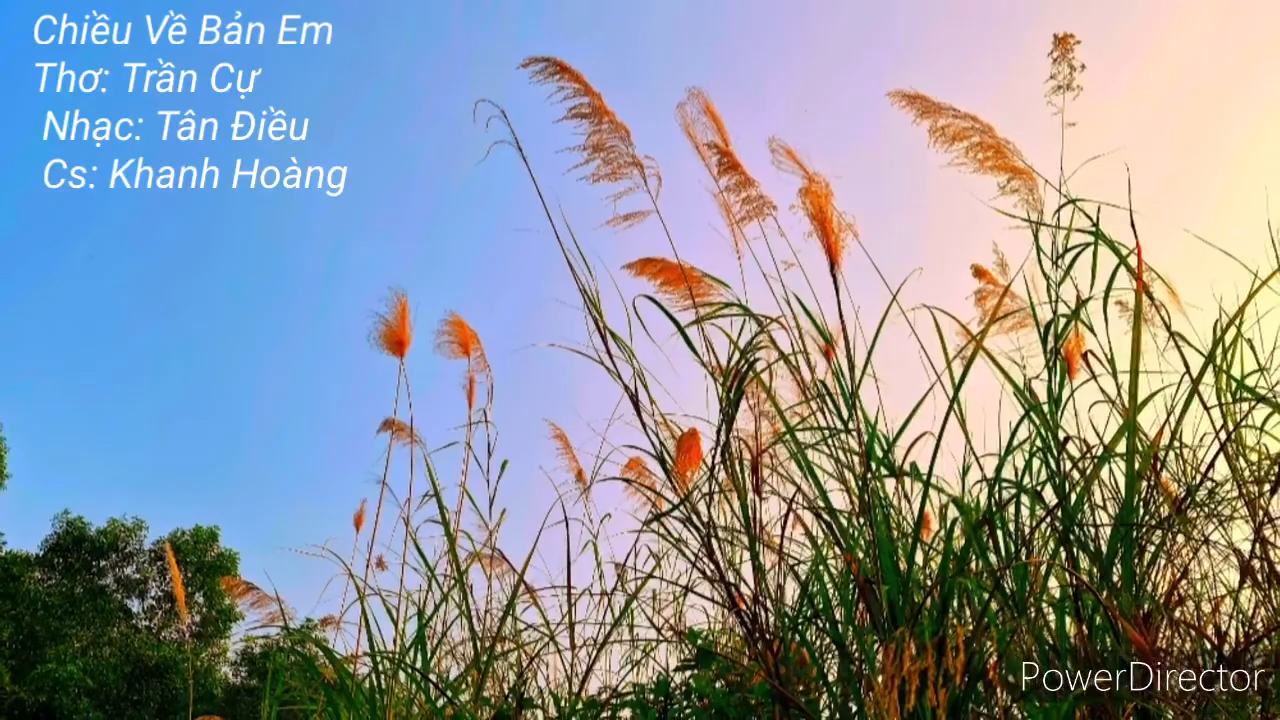 Chiều Về Bản Em
Thơ: Trần Cự
Nhạc: Tân Điều
Cs: Khanh Hoàng
PowerDirector